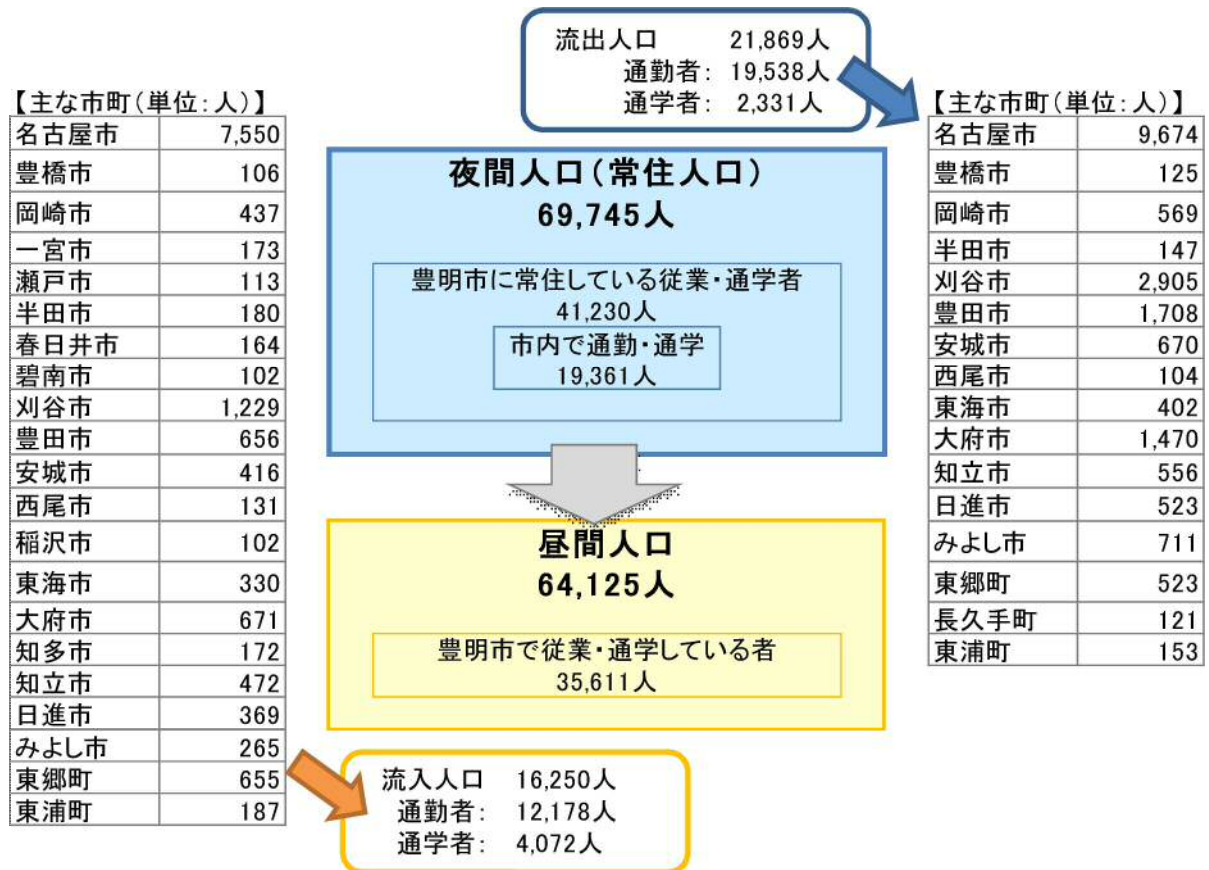 流出人口 21,869人
通勤者: 19,538人
通学者: 2,331人
【主な市町(単位:人)】
名古屋市 7,550
豊橋市 106
岡崎市 437
一宮市 173
瀬戸市 113
半田市 180
春日井市 164
碧南市 102
刈谷市 1,229
豊田市 656
安城市 416
西尾市 131
稲沢市 102
東海市 330
大府市 671
知多市 172
知立市 472
日進市 369
みよし市 265
東郷町 655
東浦町 187
夜間人口(常住人口)
69,745人
豊明市に常住している従業・通学者
41,230人
市内で通勤・通学
19,361人
昼間人口
64,125人
豊明市で従業・通学している者
35,611人
流入人口 16,250人
通勤者: 12,178人
通学者: 4,072人
【主な市町(単位:人)】
名古屋市 9,674
豊橋市 125
岡崎市 569
半田市 147
刈谷市 2,905
豊田市 1,708
安城市 670
西尾市 104
東海市 402
大府市 1,470
知立市 556
日進市 523
みよし市 711
東郷町 523
長久手町 121
東浦町 153